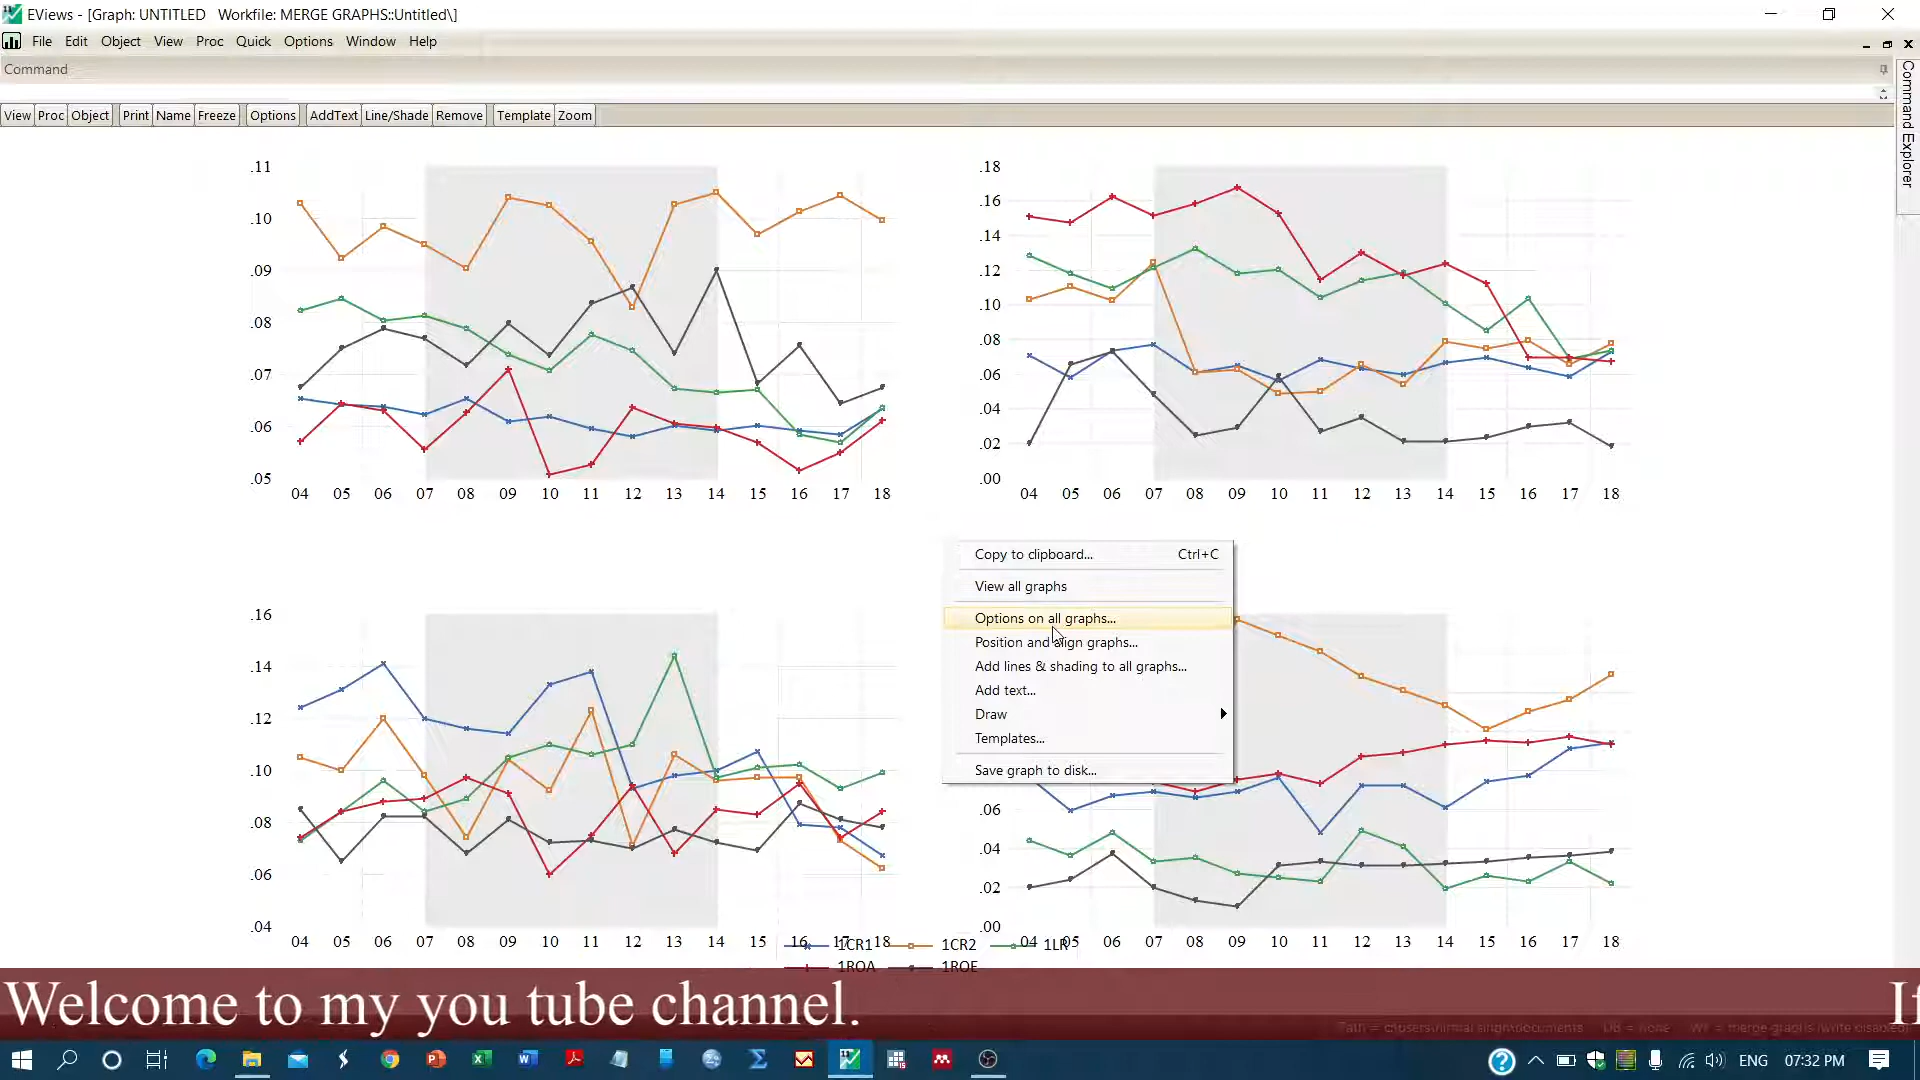 EViews - [Graph: UNTITLED   Workfile: MERGE GRAPHS::Untitled\]
File Edit Object View Proc Quick Options Window Help
Command
Command Explorer
View Proc Object Print Name Freeze Options AddText Line/Shade Remove Template Zoom
.11
.10
.09
.08
.07
.06
.05
04 05 06 07 08 09 10 11 12 13 14 15 16 17 18
.18
.16
.14
.12
.10
.08
.06
.04
.02
.00
04 05 06 07 08 09 10 11 12 13 14 15 16 17 18
Copy to clipboard... Ctrl+C
View all graphs
Options on all graphs...
Position and align graphs...
Add lines & shading to all graphs...
Add text...
Draw
Templates...
Save graph to disk...
.16
.14
.12
.10
.08
.06
.04
04 05 06 07 08 09 10 11 12 13 14 15 16 17 18
.06
.04
.02
.00
04 05 06 07 08 09 10 11 12 13 14 15 16 17 18
1CR1 1CR2 1LR
1ROA 1ROE
Welcome to my you tube channel.
ENG 07:32 PM